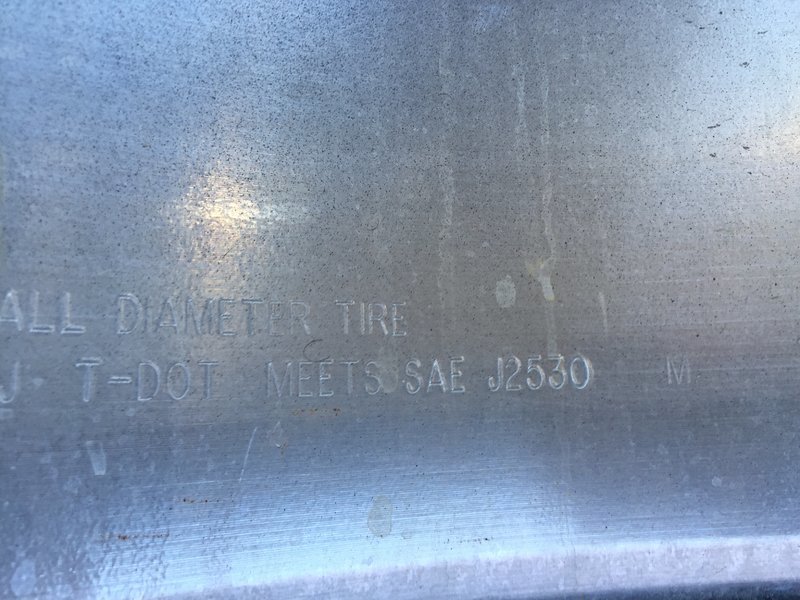 ALL DIAMETER TIRE
J T-DOT MEETS SAE J2530 M